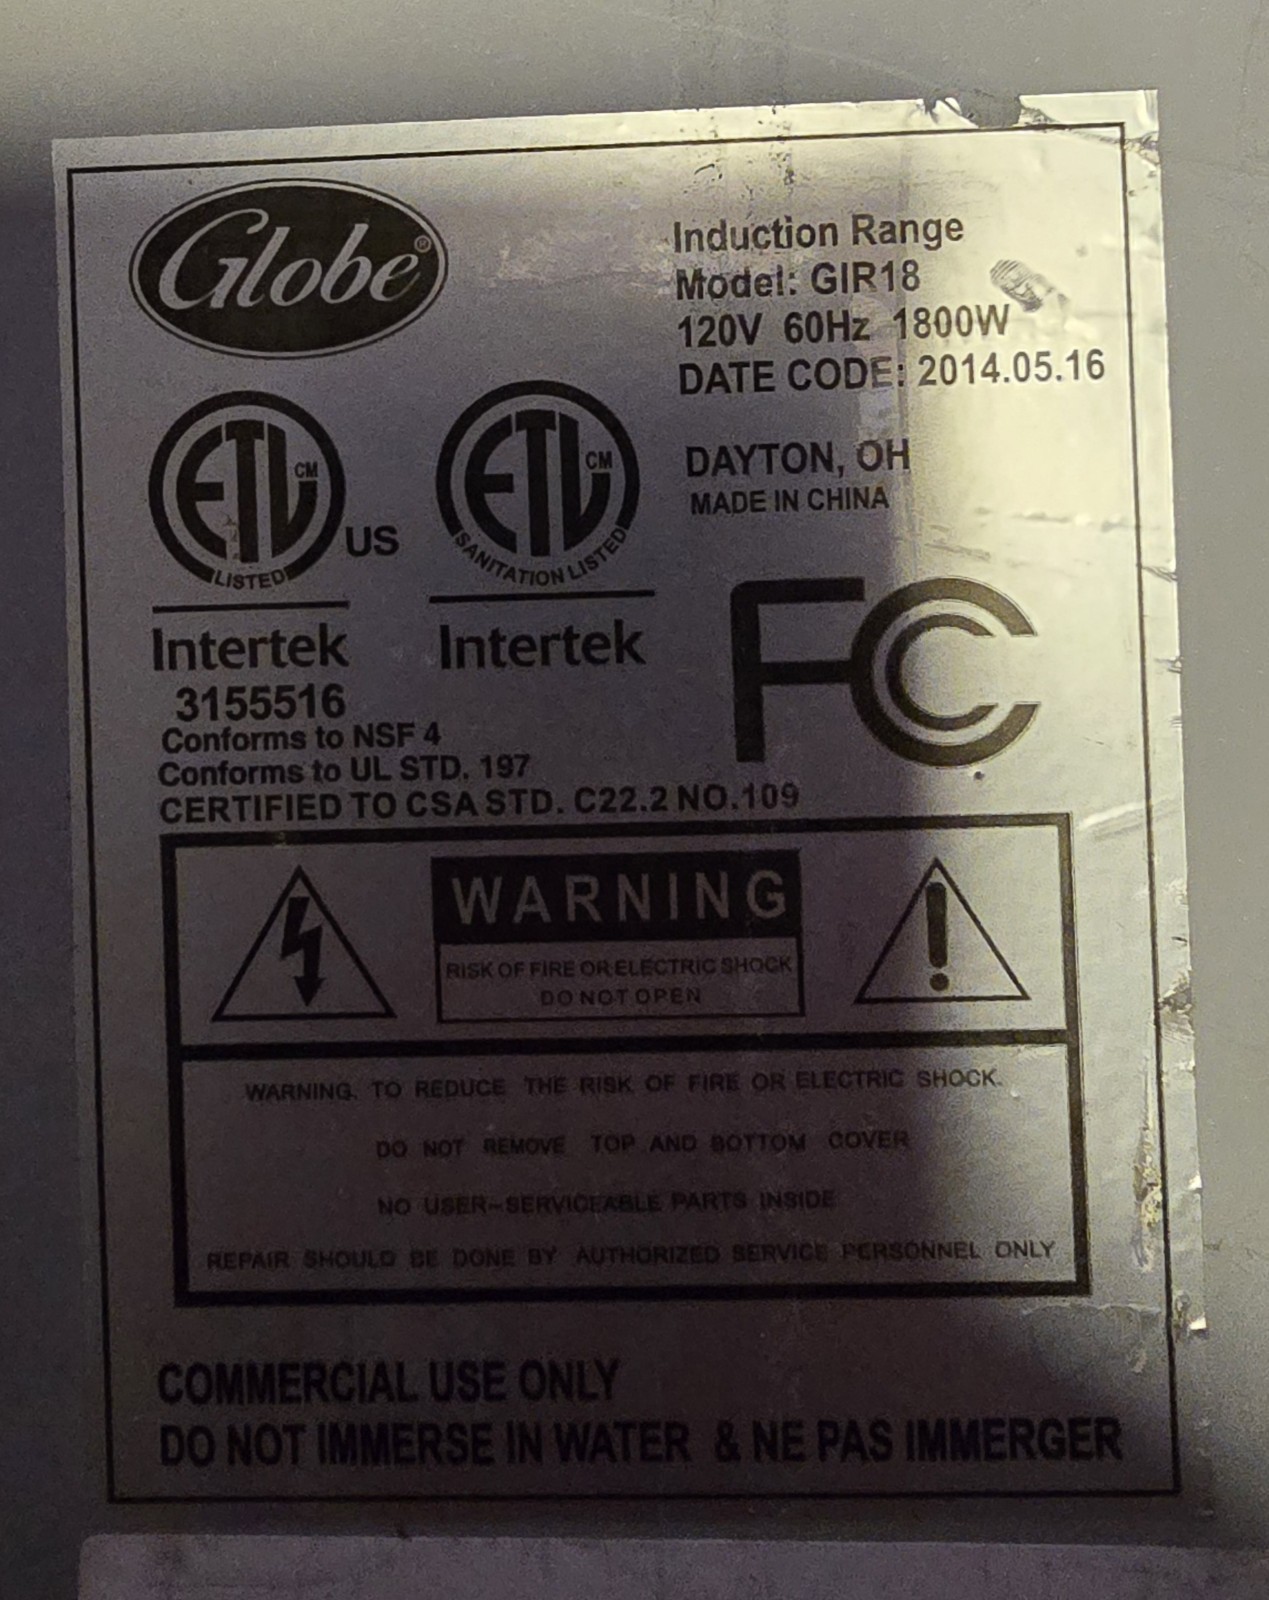 Globe®
Induction Range
Model: GIR18
120V 60Hz 1800W
DATE CODE: 2014.05.16
DAYTON, OH
MADE IN CHINA
ETL CM
LISTED
US
Intertek
3155516
ETL CM
SANITATION LISTED
Intertek
FC
Conforms to NSF 4
Conforms to UL STD. 197
CERTIFIED TO CSA STD. C22.2 NO.109
WARNING
RISK OF FIRE OR ELECTRIC SHOCK
DO NOT OPEN
WARNING. TO REDUCE THE RISK OF FIRE OR ELECTRIC SHOCK.
DO NOT REMOVE TOP AND BOTTOM COVER
NO USER-SERVICEABLE PARTS INSIDE
REPAIR SHOULD BE DONE BY AUTHORIZED SERVICE PERSONNEL ONLY
COMMERCIAL USE ONLY
DO NOT IMMERSE IN WATER & NE PAS IMMERGER